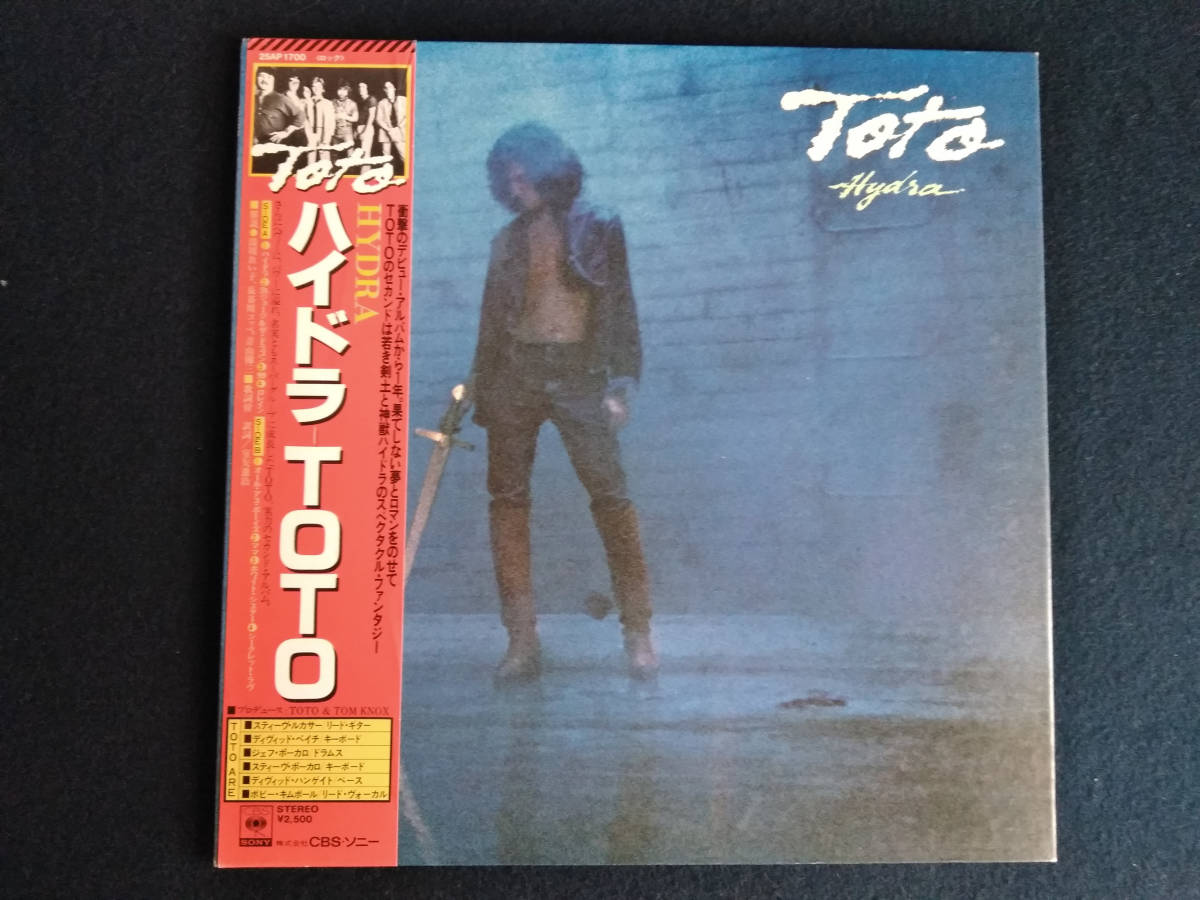 25AP 1700 〈ロック〉
Toto
衝撃のデビュー・アルバムから1年。果てしない夢とロマンをのせて
TOTOのセカンドは若き剣士と神獣ハイドラのスペクタクル・ファンタジー
HYDRA
ハイドラ TOTO
■プロデュース:TOTO & TOM KNOX
TOTO ARE
■スティーヴ・ルカサー リード・ギター
■ディヴィッド・ペイチ キーボード
■ジェフ・ポーカロ ドラムス
■スティーヴ・ポーカロ キーボード
■ディヴィッド・ハンゲイト ベース
■ボビー・キムボール リード・ヴォーカル
CBS
SONY
STEREO
¥2,500
株式会社 CBS・ソニー
Toto
Hydra